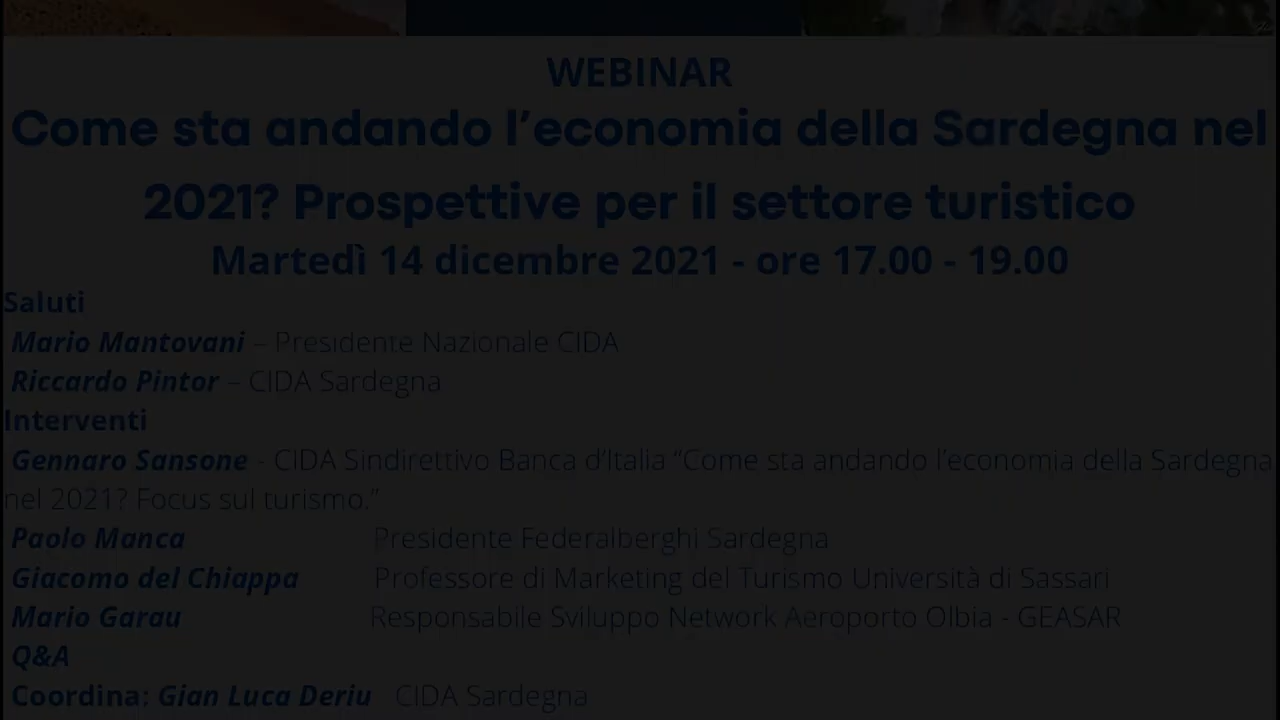 WEBINAR
Come sta andando l’economia della Sardegna nel
2021? Prospettive per il settore turistico
Martedì 14 dicembre 2021 - ore 17.00 - 19.00
Saluti
Mario Mantovani – Presidente Nazionale CIDA
Riccardo Pintor – CIDA Sardegna
Interventi
Gennaro Sansone - CIDA Sindirettivo Banca d’Italia “Come sta andando l’economia della Sardegna
nel 2021? Focus sul turismo.”
Paolo Manca Presidente Federalberghi Sardegna
Giacomo del Chiappa Professore di Marketing del Turismo Università di Sassari
Mario Garau Responsabile Sviluppo Network Aeroporto Olbia - GEASAR
Q&A
Coordina: Gian Luca Deriu CIDA Sardegna